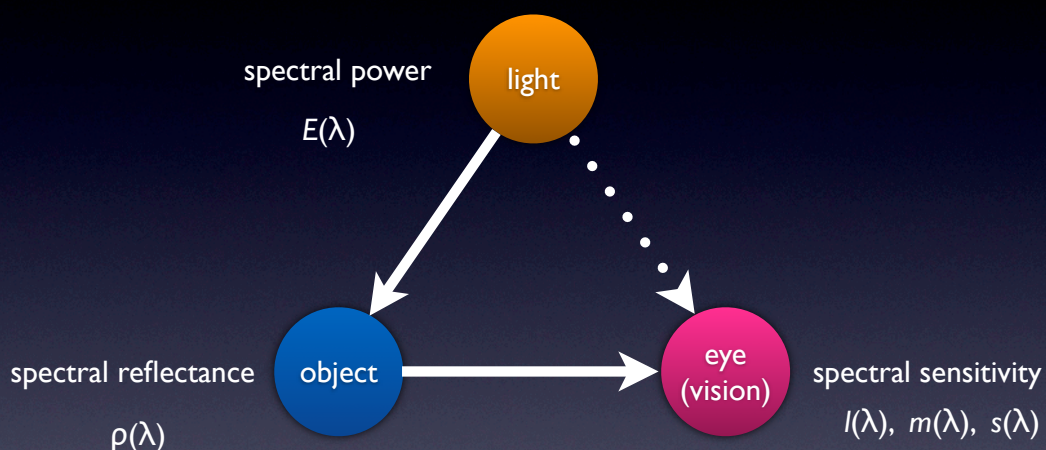 spectral power
light
E(λ)
spectral reflectance
object
eye
(vision)
spectral sensitivity
ρ(λ)
l(λ), m(λ), s(λ)